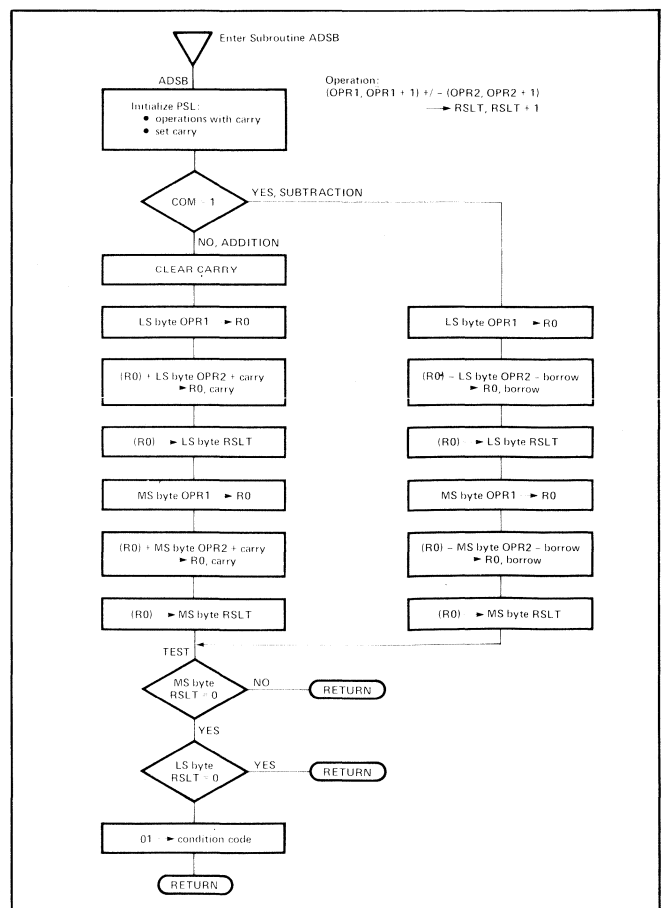 Enter Subroutine ADSB
ADSB
Operation:
(OPR1, OPR1 + 1) +/ - (OPR2, OPR2 + 1)
► RSLT, RSLT + 1
Initialize PSL:
• operations with carry
• set carry
COM = 1
YES, SUBTRACTION
NO, ADDITION
CLEAR CARRY
LS byte OPR1 ► R0
(R0) + LS byte OPR2 + carry
► R0, carry
(R0) ► LS byte RSLT
MS byte OPR1 ► R0
(R0) + MS byte OPR2 + carry
► R0, carry
(R0) ► MS byte RSLT
LS byte OPR1 ► R0
(R0) – LS byte OPR2 – borrow
► R0, borrow
(R0) ► LS byte RSLT
MS byte OPR1 ► R0
(R0) – MS byte OPR2 – borrow
► R0, borrow
(R0) ► MS byte RSLT
TEST
MS byte
RSLT = 0
NO
RETURN
YES
LS byte
RSLT = 0
YES
RETURN
01 ► condition code
RETURN